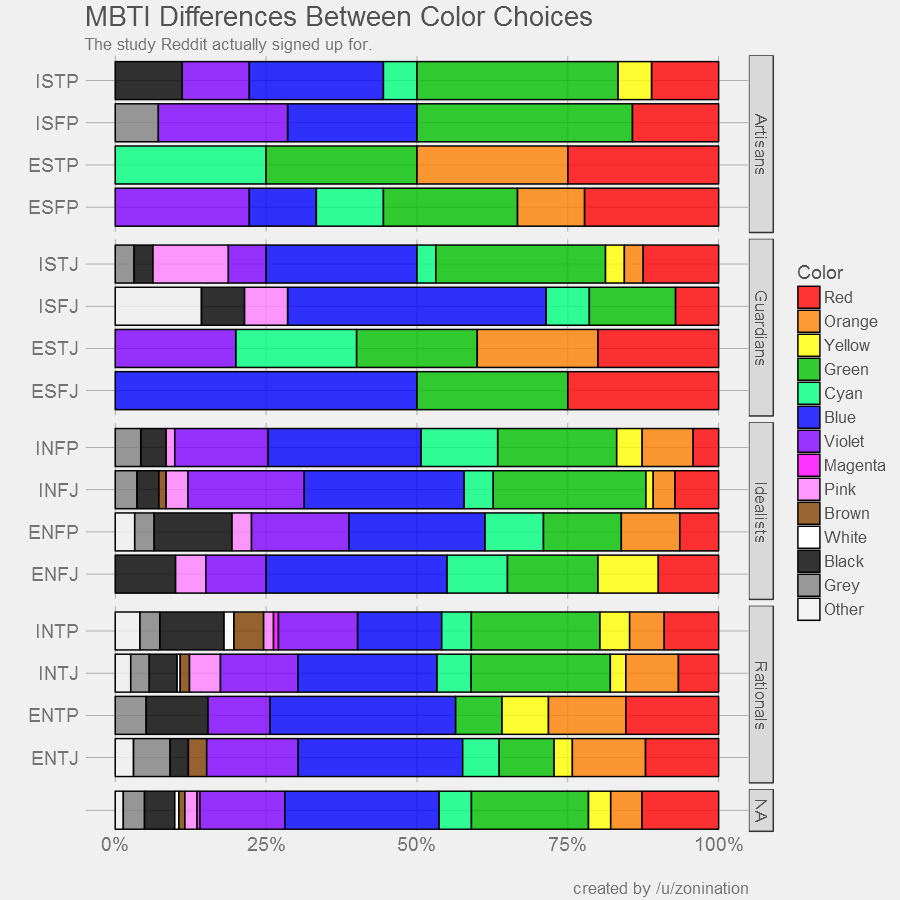 MBTI Differences Between Color Choices
The study Reddit actually signed up for.
ISTP
ISFP
ESTP
ESFP
Artisans
ISTJ
ISFJ
ESTJ
ESFJ
Guardians
INFP
INFJ
ENFP
ENFJ
Idealists
INTP
INTJ
ENTP
ENTJ
Rationals
NA
0% 25% 50% 75% 100%
Color
Red
Orange
Yellow
Green
Cyan
Blue
Violet
Magenta
Pink
Brown
White
Black
Grey
Other
created by /u/zonination